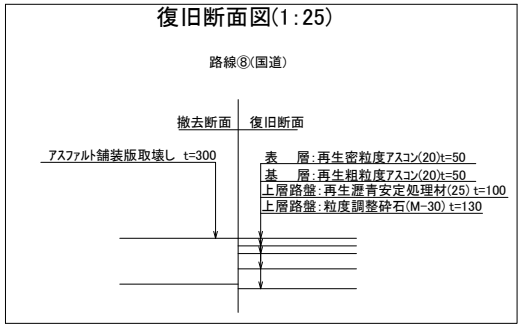 復旧断面図(1:25)
路線⑧(国道)
撤去断面 復旧断面
アスファルト舗装版取壊し t=300
表 層:再生密粒度アスコン(20)t=50
基 層:再生粗粒度アスコン(20)t=50
上層路盤:再生瀝青安定処理材(25) t=100
上層路盤:粒度調整砕石(M-30) t=130